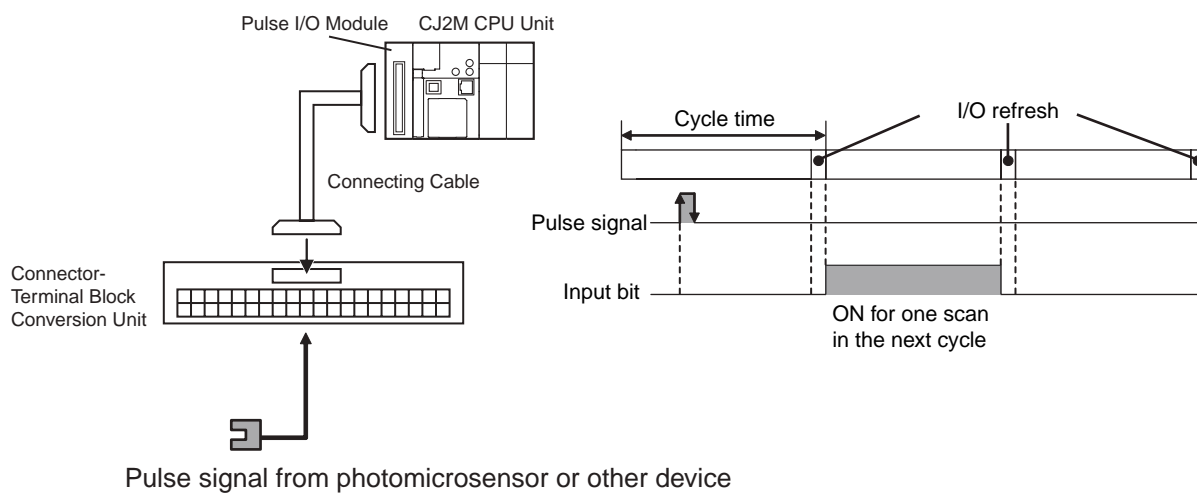 Pulse I/O Module
CJ2M CPU Unit
Connecting Cable
Connector-
Terminal Block
Conversion Unit
Pulse signal from photomicrosensor or other device
Cycle time
I/O refresh
Pulse signal
Input bit
ON for one scan
in the next cycle